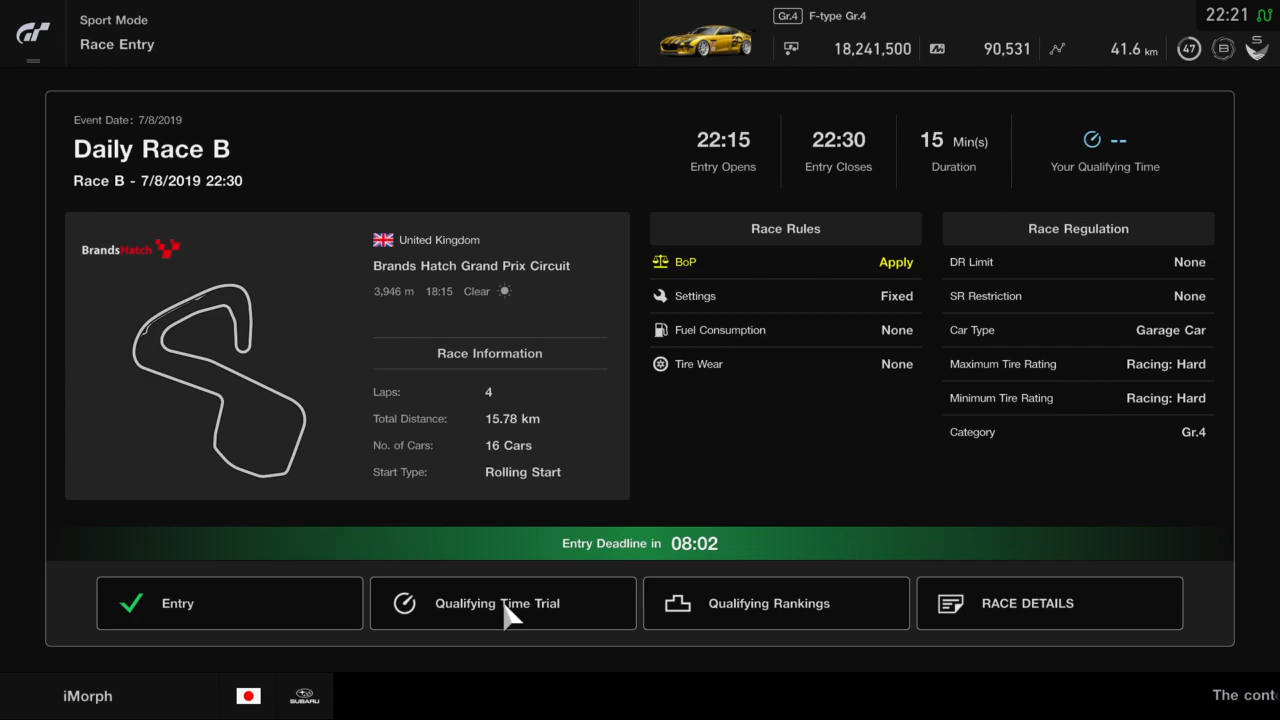 Sport Mode
Race Entry
Gr.4 F-type Gr.4
18,241,500 90,531 41.6 km 47 B S
22:21
Event Date: 7/8/2019
Daily Race B
Race B - 7/8/2019 22:30
22:15
Entry Opens
22:30
Entry Closes
15 Min(s)
Duration
--
Your Qualifying Time
BrandsHatch
United Kingdom
Brands Hatch Grand Prix Circuit
3,946 m 18:15 Clear
Race Information
Laps: 4
Total Distance: 15.78 km
No. of Cars: 16 Cars
Start Type: Rolling Start
Race Rules
BoP Apply
Settings Fixed
Fuel Consumption None
Tire Wear None
Race Regulation
DR Limit None
SR Restriction None
Car Type Garage Car
Maximum Tire Rating Racing: Hard
Minimum Tire Rating Racing: Hard
Category Gr.4
Entry Deadline in 08:02
Entry
Qualifying Time Trial
Qualifying Rankings
RACE DETAILS
iMorph
SUBARU
The conte